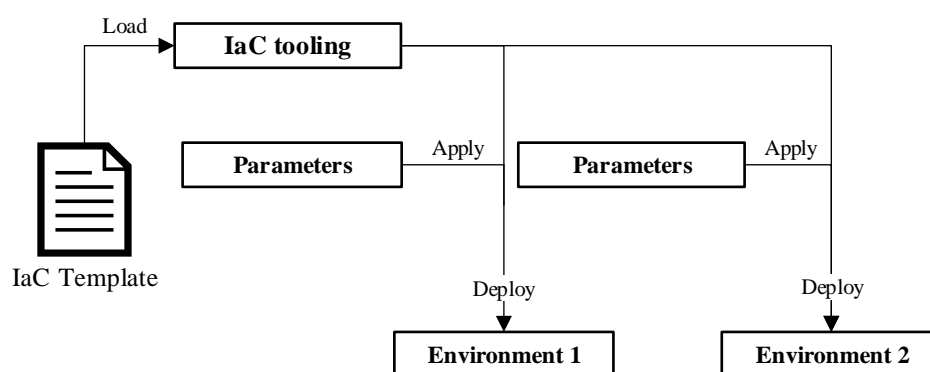 Load
IaC tooling
Parameters
Apply
Parameters
Apply
IaC Template
Deploy
Deploy
Environment 1
Environment 2